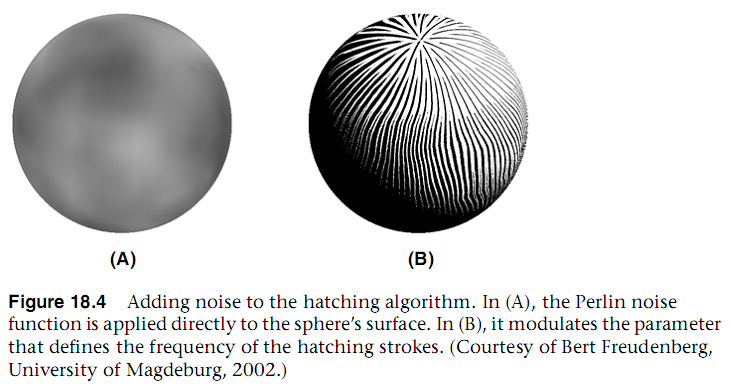 (A) (B)
Figure 18.4 Adding noise to the hatching algorithm. In (A), the Perlin noise
function is applied directly to the sphere’s surface. In (B), it modulates the parameter
that defines the frequency of the hatching strokes. (Courtesy of Bert Freudenberg,
University of Magdeburg, 2002.)